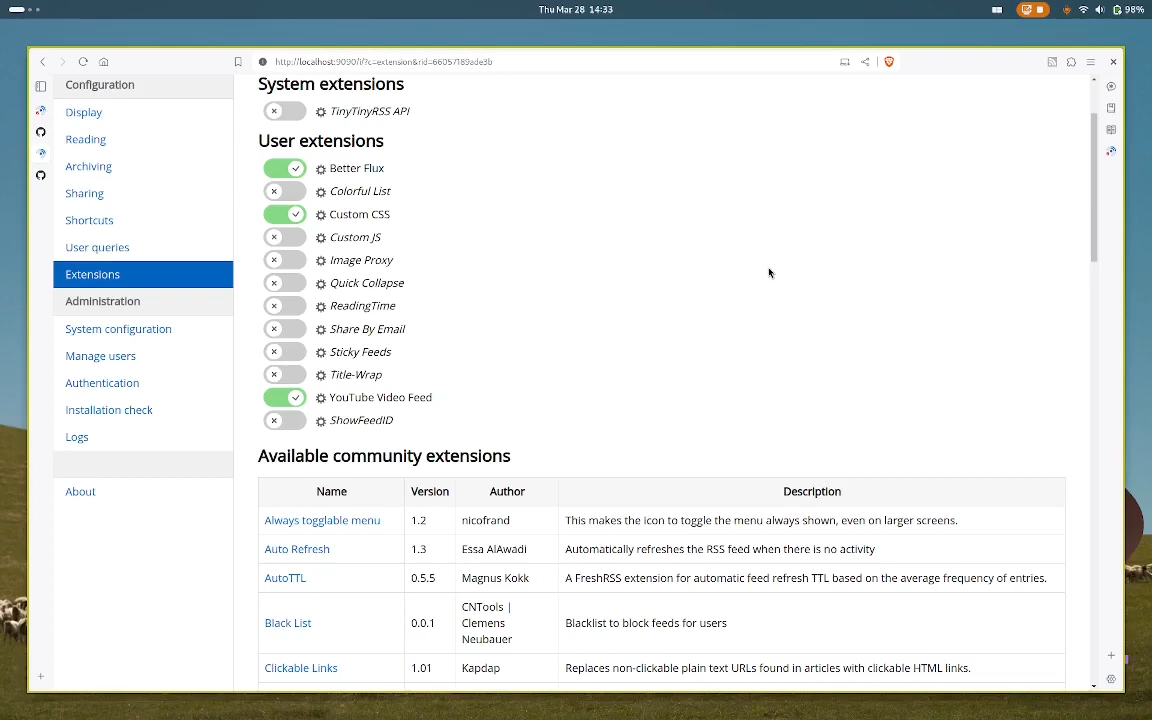 Thu Mar 28 14:33
98%
http://localhost:9090/i/?c=extension&rid=66057189ade3b
Configuration
Display
Reading
Archiving
Sharing
Shortcuts
User queries
Extensions
Administration
System configuration
Manage users
Authentication
Installation check
Logs
About
System extensions
TinyTinyRSS API
User extensions
Better Flux
Colorful List
Custom CSS
Custom JS
Image Proxy
Quick Collapse
ReadingTime
Share By Email
Sticky Feeds
Title-Wrap
YouTube Video Feed
ShowFeedID
Available community extensions
Name Version Author Description
Always togglable menu 1.2 nicofrand This makes the icon to toggle the menu always shown, even on larger screens.
Auto Refresh 1.3 Essa AlAwadi Automatically refreshes the RSS feed when there is no activity
AutoTTL 0.5.5 Magnus Kokk A FreshRSS extension for automatic feed refresh TTL based on the average frequency of entries.
CNTools |
Black List 0.0.1 Clemens Blacklist to block feeds for users
Neubauer
Clickable Links 1.01 Kapdap Replaces non-clickable plain text URLs found in articles with clickable HTML links.